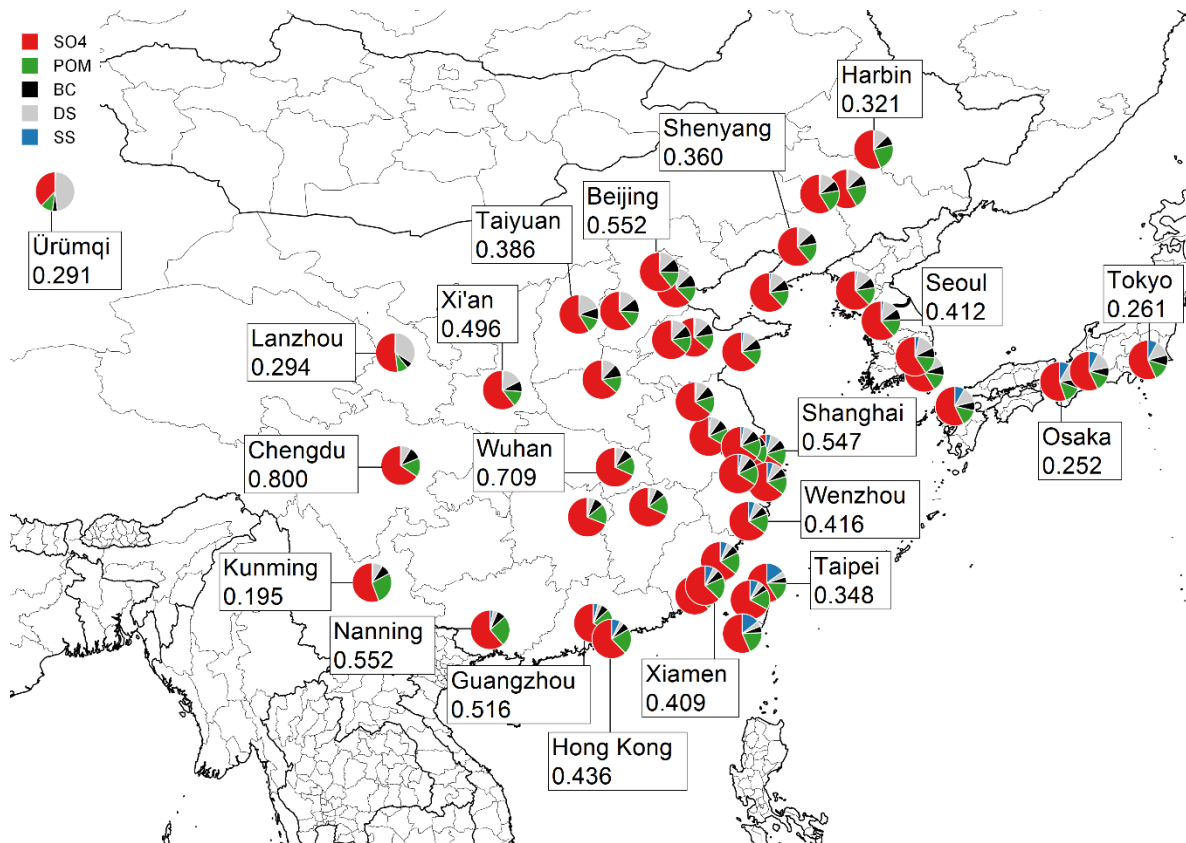 SO4
POM
BC
DS
SS
Harbin
0.321
Shenyang
0.360
Beijing
0.552
Taiyuan
0.386
Ürümqi
0.291
Xi'an
0.496
Seoul
0.412
Tokyo
0.261
Lanzhou
0.294
Shanghai
0.547
Osaka
0.252
Chengdu
0.800
Wuhan
0.709
Wenzhou
0.416
Kunming
0.195
Taipei
0.348
Nanning
0.552
Guangzhou
0.516
Xiamen
0.409
Hong Kong
0.436